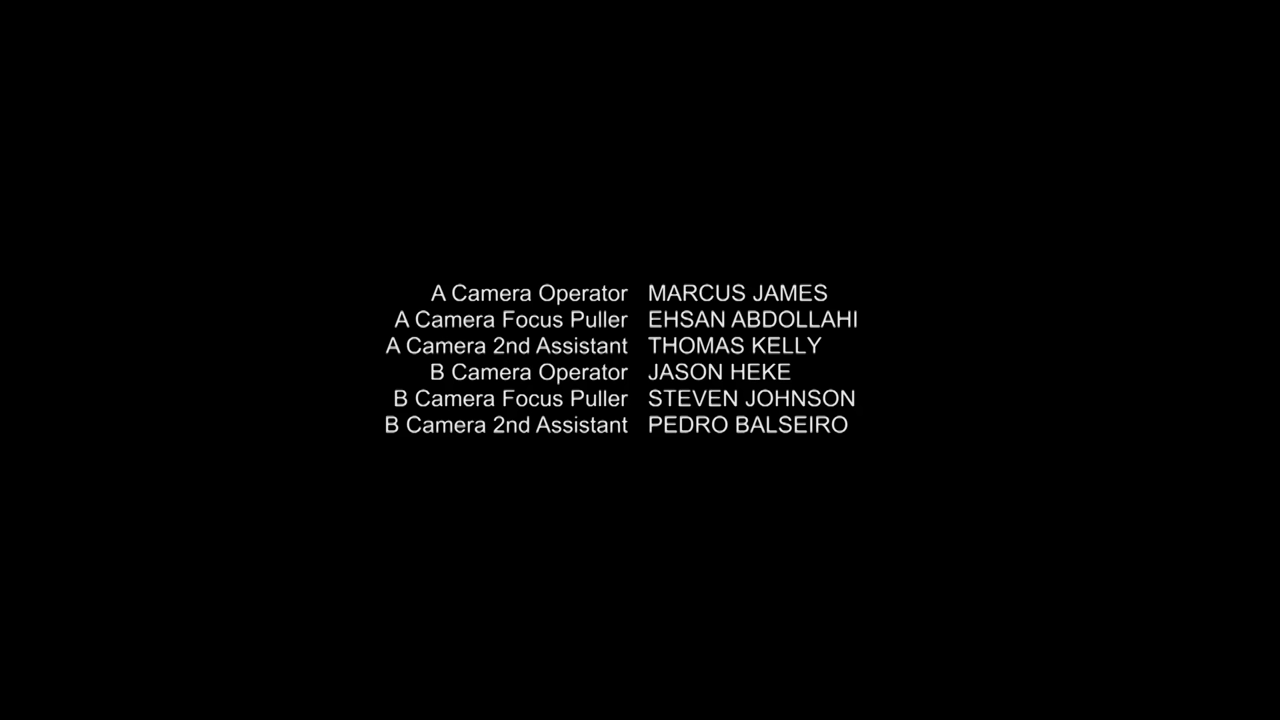 A Camera Operator MARCUS JAMES
A Camera Focus Puller EHSAN ABDOLLAHI
A Camera 2nd Assistant THOMAS KELLY
B Camera Operator JASON HEKE
B Camera Focus Puller STEVEN JOHNSON
B Camera 2nd Assistant PEDRO BALSEIRO